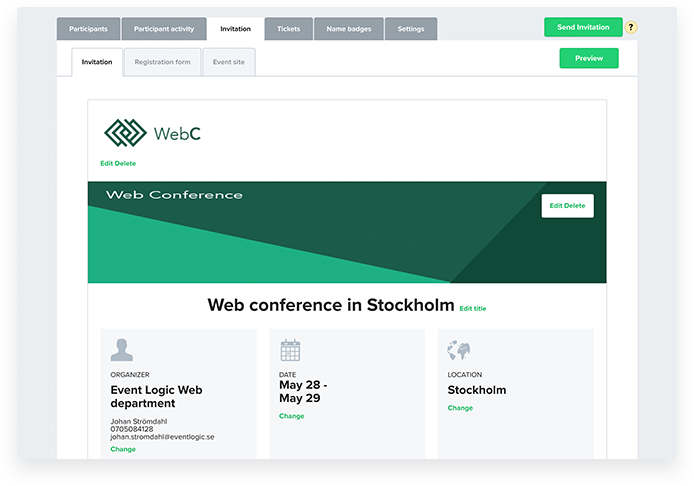 Participants Participant activity Invitation Tickets Name badges Settings Send Invitation ?
Invitation Registration form Event site Preview
WebC
Edit Delete
Web Conference
Edit Delete
Web conference in Stockholm Edit title
ORGANIZER
Event Logic Web
department
Johan Strömdahl
0705084128
johan.stromdahl@eventlogic.se
Change
DATE
May 28 -
May 29
Change
LOCATION
Stockholm
Change